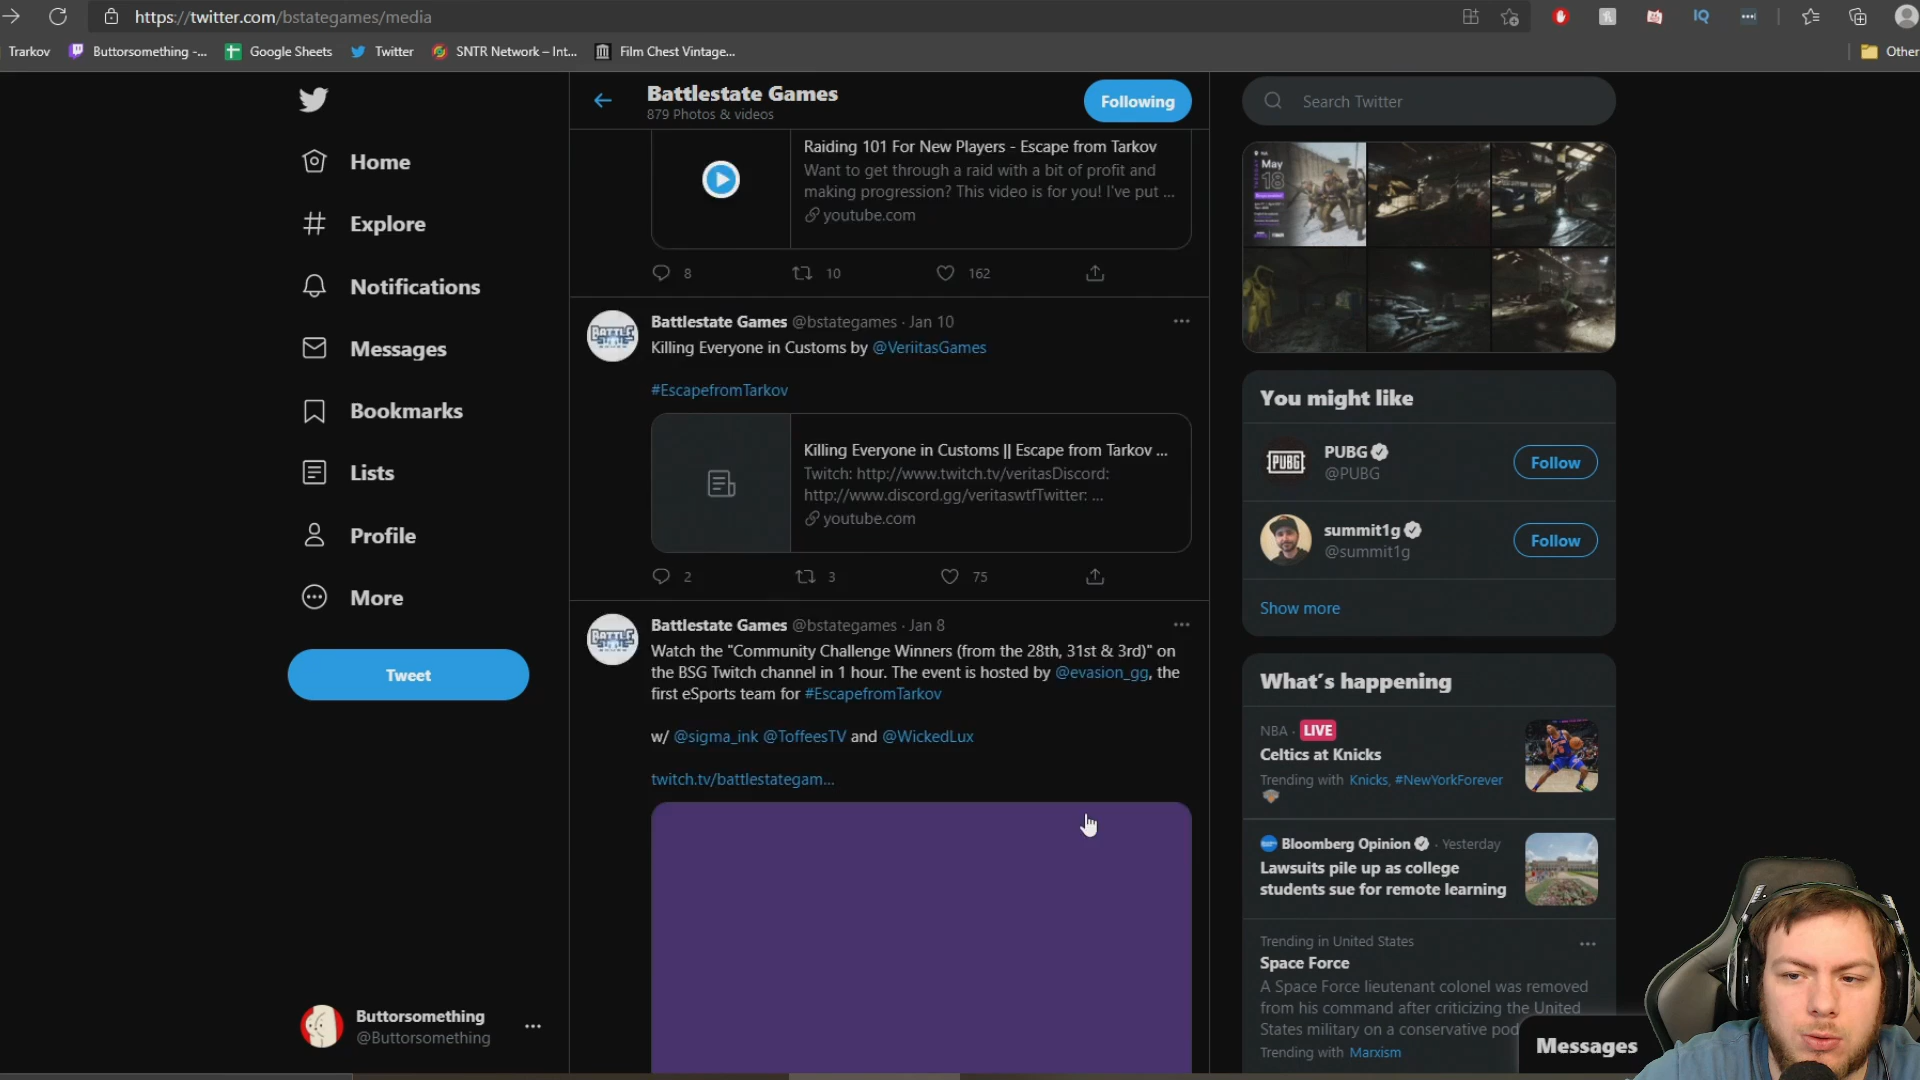 https://twitter.com/bstategames/media
Trarkov
Buttorsomething -...
Google Sheets
Twitter
SNTR Network – Int...
Film Chest Vintage...
Other
Home
Explore
Notifications
Messages
Bookmarks
Lists
Profile
More
Tweet
Buttorsomething
@Buttorsomething
Battlestate Games
879 Photos & videos
Following
Raiding 101 For New Players - Escape from Tarkov
Want to get through a raid with a bit of profit and
making progression? This video is for you! I've put ...
youtube.com
8 10 162
Battlestate Games @bstategames · Jan 10
Killing Everyone in Customs by @VeriitasGames
#EscapefromTarkov
Killing Everyone in Customs || Escape from Tarkov ...
Twitch: http://www.twitch.tv/veritasDiscord:
http://www.discord.gg/veritaswtfTwitter: ...
youtube.com
2 3 75
Battlestate Games @bstategames · Jan 8
Watch the "Community Challenge Winners (from the 28th, 31st & 3rd)" on
the BSG Twitch channel in 1 hour. The event is hosted by @evasion_gg, the
first eSports team for #EscapefromTarkov
w/ @sigma_ink @ToffeesTV and @WickedLux
twitch.tv/battlestategam...
Search Twitter
May
18
You might like
PUBG
@PUBG
Follow
summit1g
@summit1g
Follow
Show more
What's happening
NBA · LIVE
Celtics at Knicks
Trending with Knicks, #NewYorkForever
Bloomberg Opinion · Yesterday
Lawsuits pile up as college
students sue for remote learning
Trending in United States
Space Force
A Space Force lieutenant colonel was removed
from his command after criticizing the United
States military on a conservative pod
Trending with Marxism
Messages